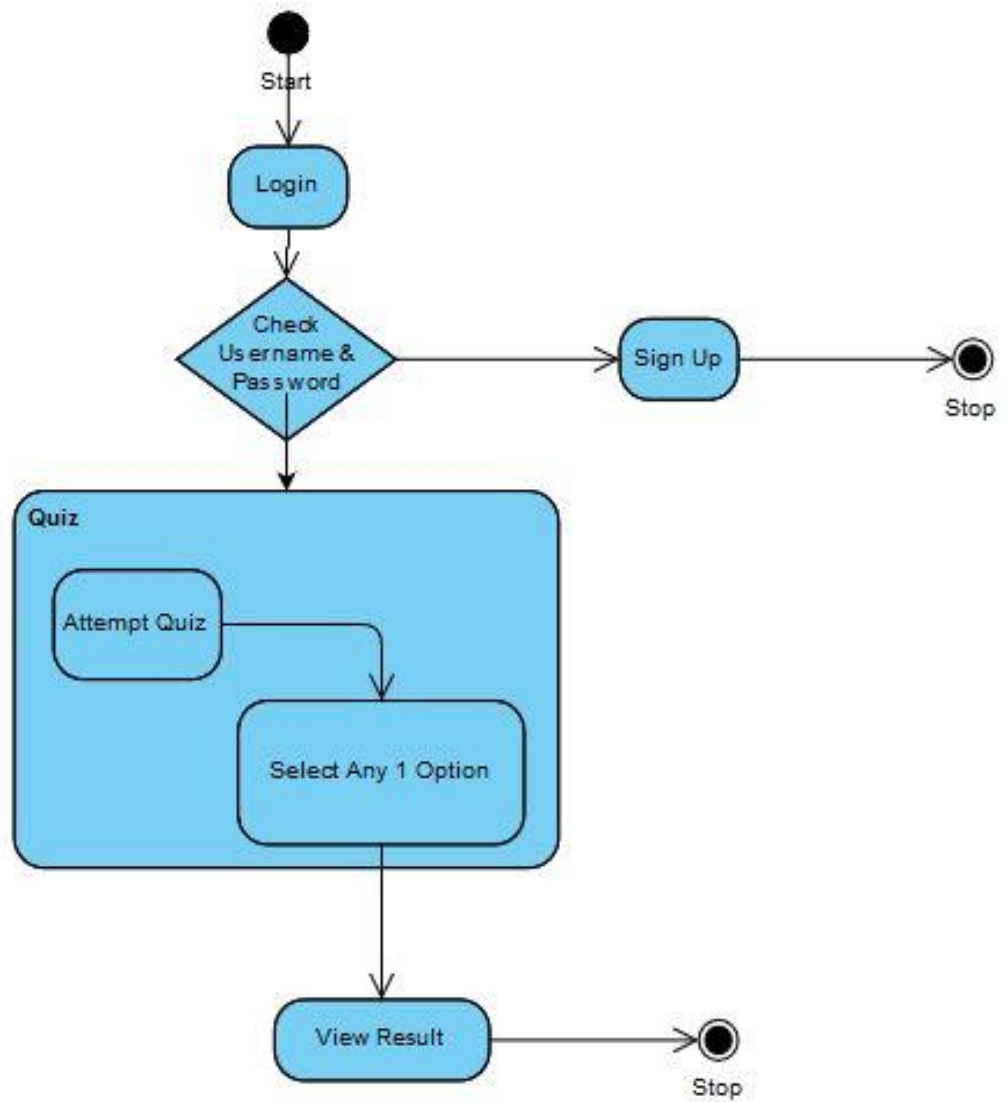 Start
Login
Check
Username &
Password
Sign Up
Stop
Quiz
Attempt Quiz
Select Any 1 Option
View Result
Stop